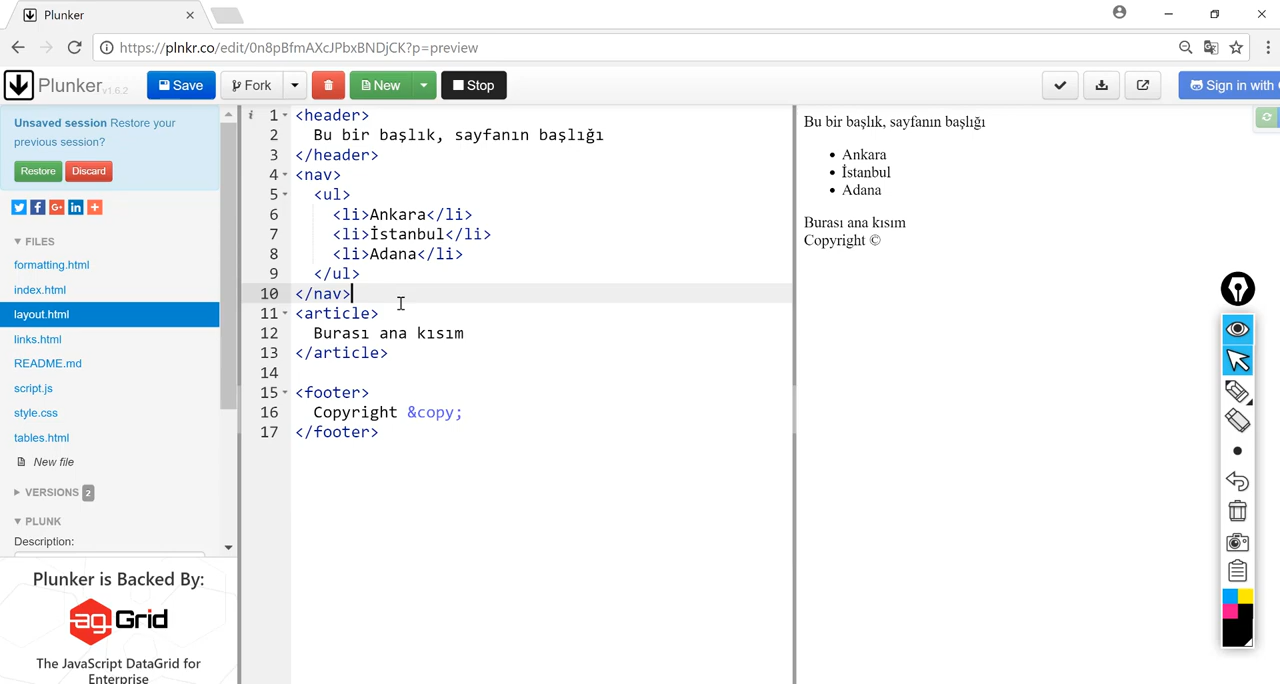 Plunker
https://plnkr.co/edit/0n8pBfmAXcJPbxBNDjCK?p=preview
Plunker v1.6.2
Save
Fork
New
Stop
Sign in with
Unsaved session Restore your
previous session?
Restore
Discard
FILES
formatting.html
index.html
layout.html
links.html
README.md
script.js
style.css
tables.html
New file
VERSIONS 2
PLUNK
Description:
Plunker is Backed By:
ag Grid
The JavaScript DataGrid for
Enterprise
1 <header>
2 Bu bir başlık, sayfanın başlığı
3 </header>
4 <nav>
5 <ul>
6 <li>Ankara</li>
7 <li>İstanbul</li>
8 <li>Adana</li>
9 </ul>
10 </nav>
11 <article>
12 Burası ana kısım
13 </article>
14
15 <footer>
16 Copyright &copy;
17 </footer>
Bu bir başlık, sayfanın başlığı
• Ankara
• İstanbul
• Adana
Burası ana kısım
Copyright ©